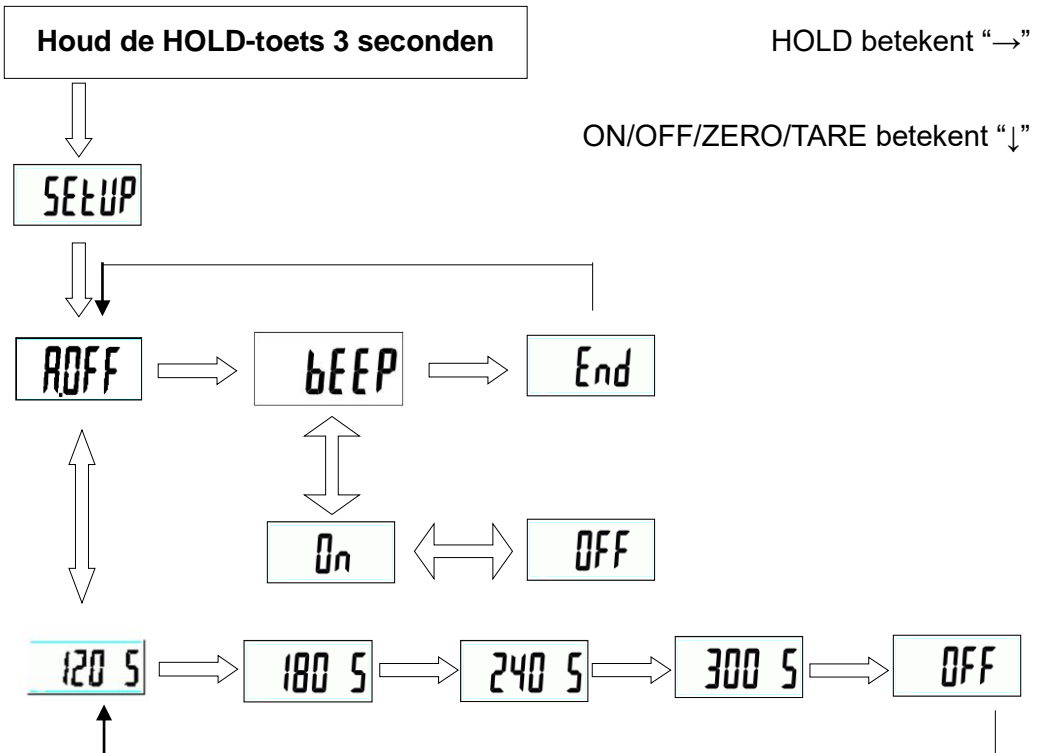 Houd de HOLD-toets 3 seconden
HOLD betekent “→”
ON/OFF/ZERO/TARE betekent “↓”
SEtUP
A.OFF
bEEP
End
On
OFF
120 S
180 S
240 S
300 S
OFF